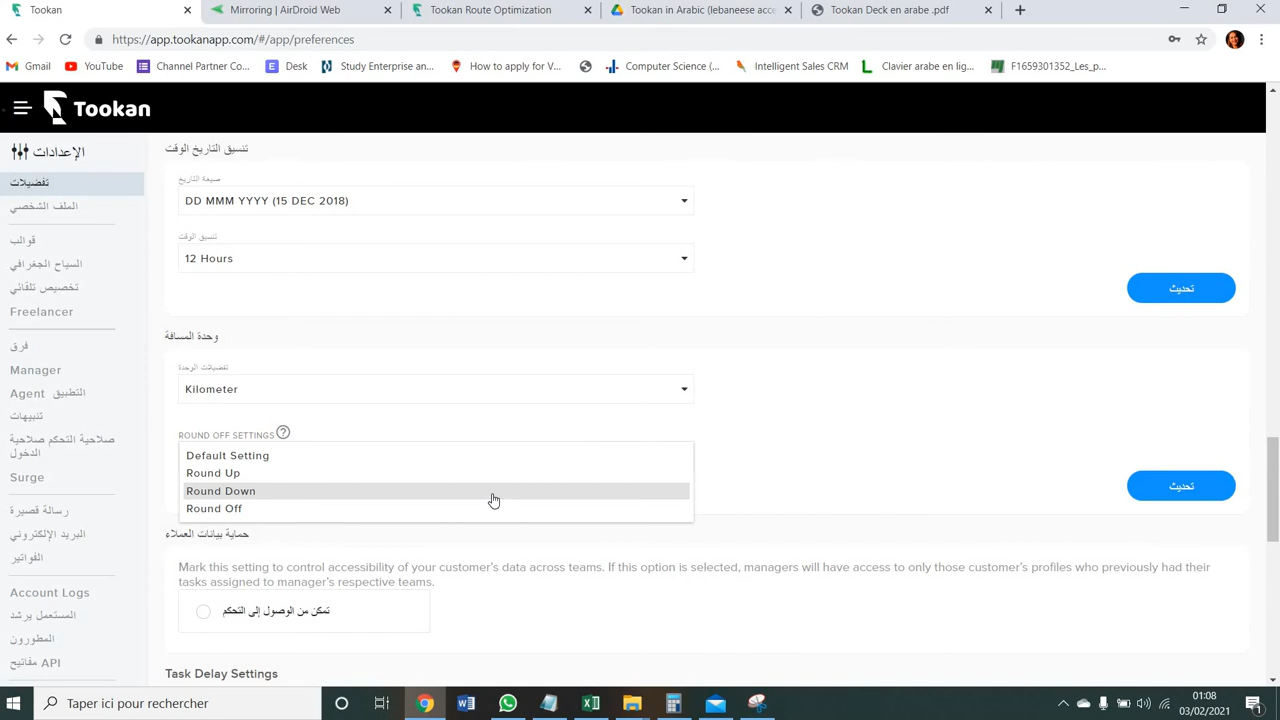 Tookan
Mirroring | AirDroid Web
Tookan Route Optimization
Tookan in Arabic (lebaneese acce
Tookan Deck en arabe .pdf
https://app.tookanapp.com/#/app/preferences
Gmail
YouTube
Channel Partner Co...
Desk
Study Enterprise an...
How to apply for V...
Computer Science (...
Intelligent Sales CRM
Clavier arabe en lig...
F1659301352_Les_p...
Tookan
الإعدادات
تفضيلات
الملف الشخصي
قوالب
السياج الجغرافي
تخصيص تلقائي
Freelancer
فرق
Manager
Agent التطبيق
تنبيهات
صلاحية التحكم صلاحية
الدخول
Surge
رسالة قصيرة
البريد الإلكتروني
الفواتير
Account Logs
المستعمل يرشد
المطورون
API مفاتيح
تنسيق التاريخ الوقت
صيغة التاريخ
DD MMM YYYY (15 DEC 2018)
تنسيق الوقت
12 Hours
تحديث
وحدة المسافة
تفضيلات الوحدة
Kilometer
ROUND OFF SETTINGS ?
Default Setting
Round Up
Round Down
Round Off
تحديث
حماية بيانات العملاء
Mark this setting to control accessibility of your customer's data across teams. If this option is selected, managers will have access to only those customer's profiles who previously had their
tasks assigned to manager's respective teams.
تمكن من الوصول إلى التحكم
Task Delay Settings
Taper ici pour rechercher
01:08
03/02/2021
1